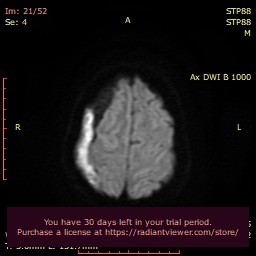 Im: 21/52
Se: 4
A
STP88
STP88
M
Ax DWI B 1000
R
L
You have 30 days left in your trial period.
Purchase a license at https://radiantviewer.com/store/